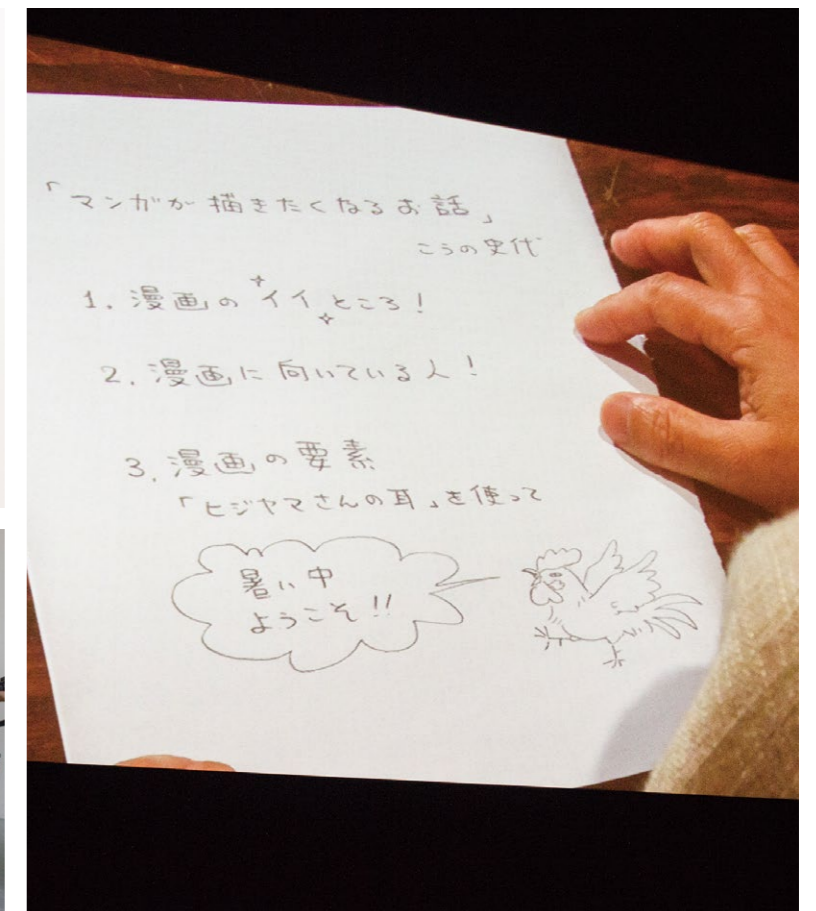 「マンガが描きたくなるお話」
こうの史代
1. 漫画のイイところ!
2. 漫画に向いている人!
3. 漫画の要素
「ヒジヤマさんの耳」を使って
暑い中
ようこそ!!